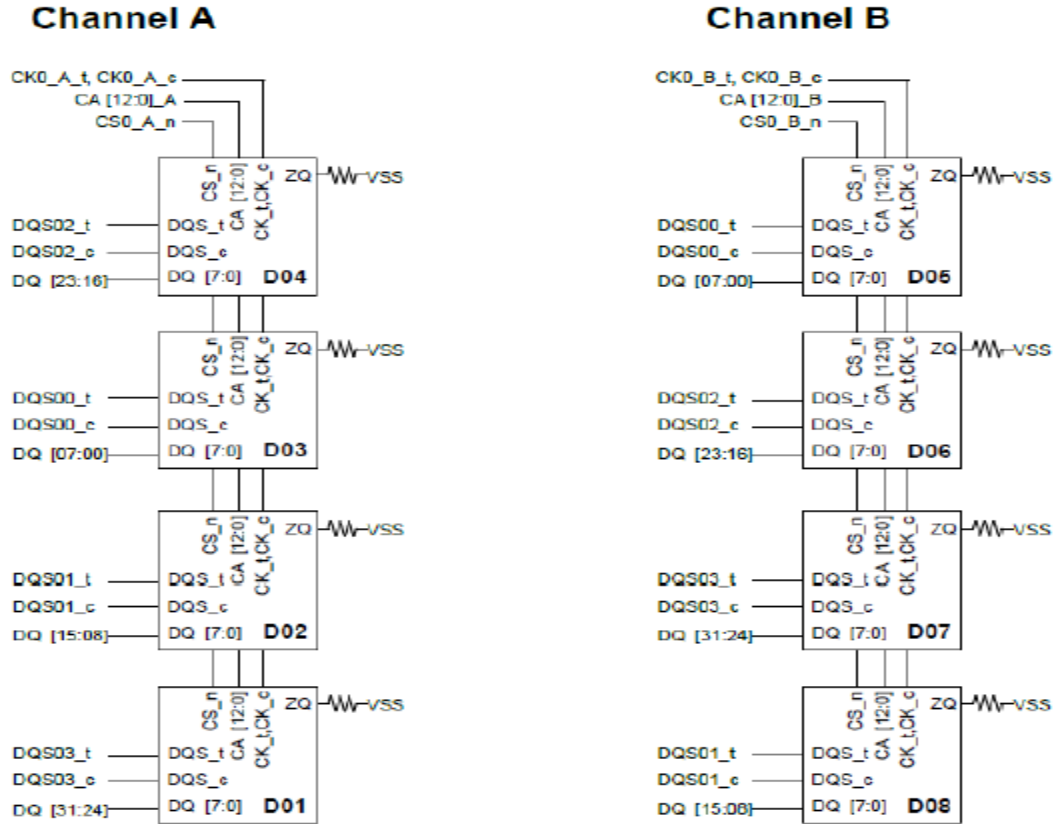 Channel A
CK0_A_t, CK0_A_c
CA [12:0]_A
CS0_A_n
CS_n
CA [12:0]
CK_t,CK_c
ZQ
VSS
DQS02_t
DQS_t
DQS02_c
DQS_c
DQ [23:16]
DQ [7:0]
D04
CS_n
CA [12:0]
CK_t,CK_c
ZQ
VSS
DQS00_t
DQS_t
DQS00_c
DQS_c
DQ [07:00]
DQ [7:0]
D03
CS_n
CA [12:0]
CK_t,CK_c
ZQ
VSS
DQS01_t
DQS_t
DQS01_c
DQS_c
DQ [15:08]
DQ [7:0]
D02
CS_n
CA [12:0]
CK_t,CK_c
ZQ
VSS
DQS03_t
DQS_t
DQS03_c
DQS_c
DQ [31:24]
DQ [7:0]
D01
Channel B
CK0_B_t, CK0_B_c
CA [12:0]_B
CS0_B_n
CS_n
CA [12:0]
CK_t,CK_c
ZQ
VSS
DQS00_t
DQS_t
DQS00_c
DQS_c
DQ [07:00]
DQ [7:0]
D05
CS_n
CA [12:0]
CK_t,CK_c
ZQ
VSS
DQS02_t
DQS_t
DQS02_c
DQS_c
DQ [23:16]
DQ [7:0]
D06
CS_n
CA [12:0]
CK_t,CK_c
ZQ
VSS
DQS03_t
DQS_t
DQS03_c
DQS_c
DQ [31:24]
DQ [7:0]
D07
CS_n
CA [12:0]
CK_t,CK_c
ZQ
VSS
DQS01_t
DQS_t
DQS01_c
DQS_c
DQ [15:08]
DQ [7:0]
D08